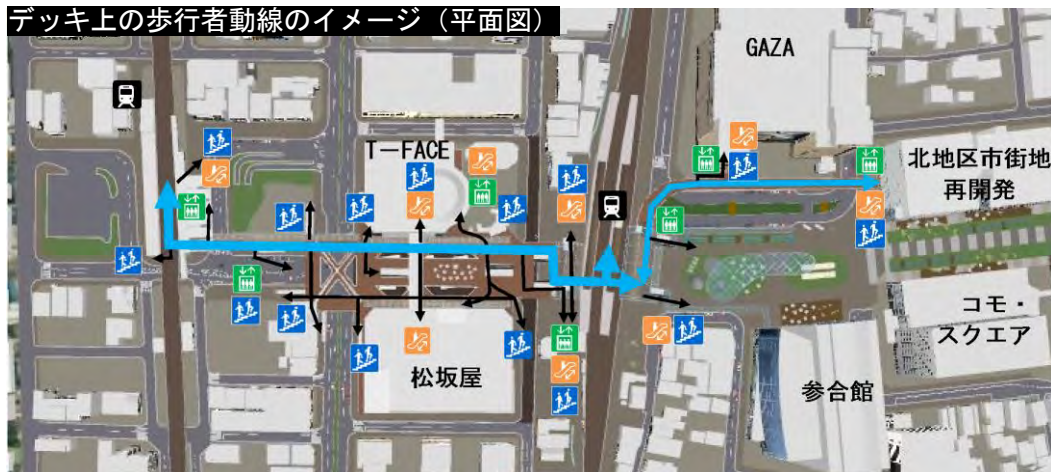 デッキ上の歩行者動線のイメージ（平面図）
GAZA
T-FACE
北地区市街地
再開発
コモ・
スクエア
松坂屋
参合館